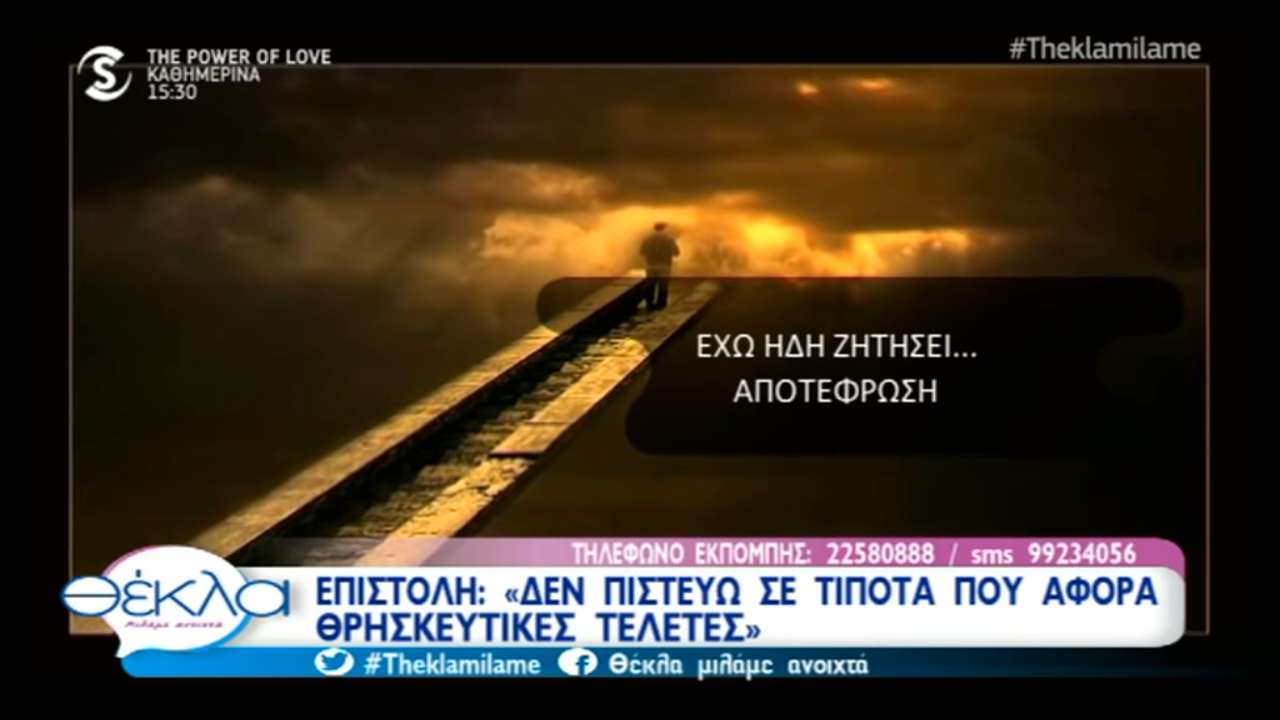 THE POWER OF LOVE
ΚΑΘΗΜΕΡΙΝΑ
15:30
#Theklamilame
ΕΧΩ ΗΔΗ ΖΗΤΗΣΕΙ...
ΑΠΟΤΕΦΡΩΣΗ
ΤΗΛΕΦΩΝΟ ΕΚΠΟΜΠΗΣ: 22580888 / sms 99234056
θέκλα
μιλάμε ανοιχτά
ΕΠΙΣΤΟΛΗ: «ΔΕΝ ΠΙΣΤΕΥΩ ΣΕ ΤΙΠΟΤΑ ΠΟΥ ΑΦΟΡΑ
ΘΡΗΣΚΕΥΤΙΚΕΣ ΤΕΛΕΤΕΣ»
#Theklamilame Θέκλα μιλάμε ανοιχτά